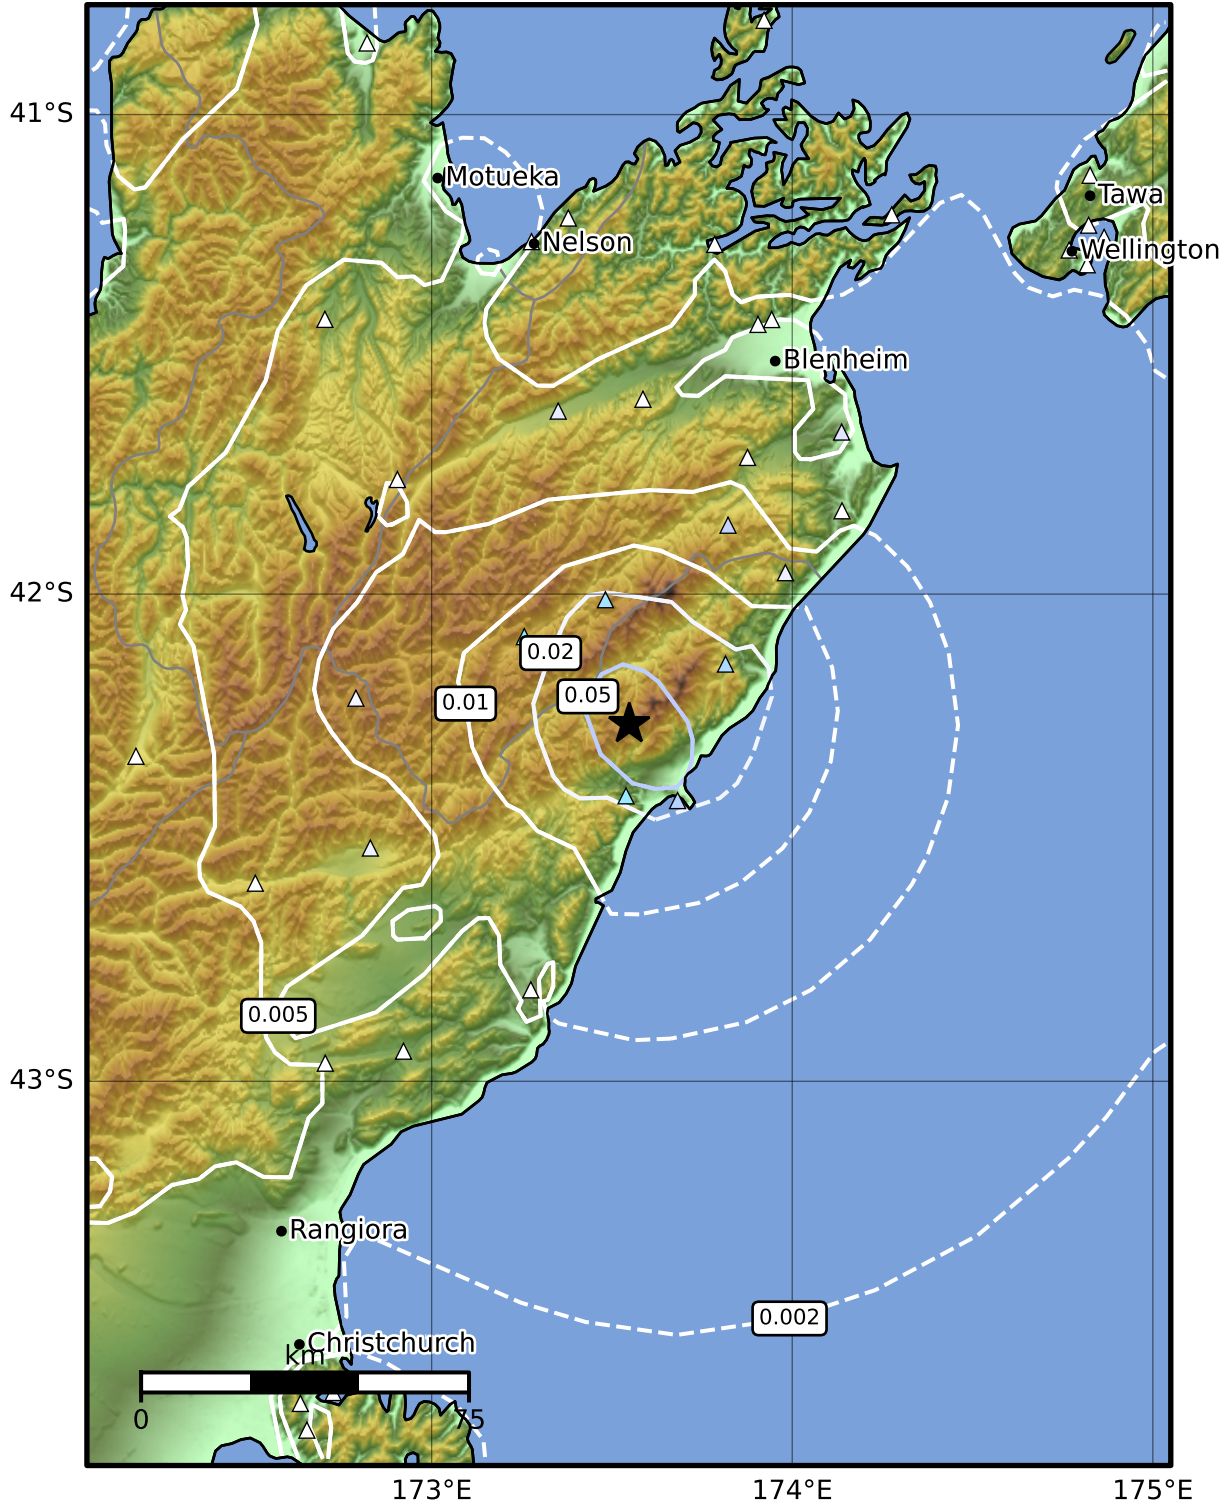 41°S
Motueka
Tawa
Nelson
Wellington
Blenheim
42°S
0.02
0.05
0.01
0.005
43°S
Rangiora
0.002
Christchurch
km
0
75
173°E
174°E
175°E